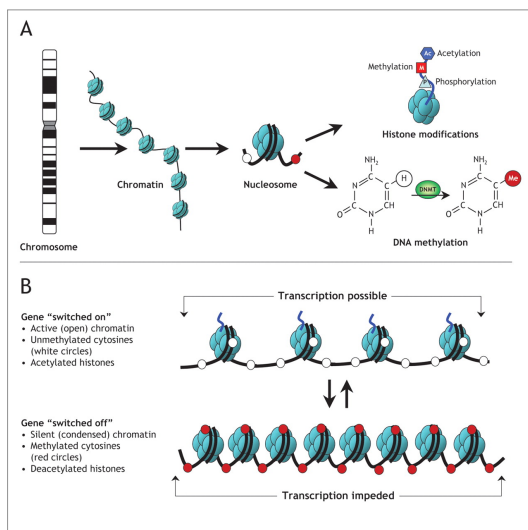 A
Ac
Acetylation
Methylation
M
P
Phosphorylation
Histone modifications
Chromosome
Chromatin
Nucleosome
NH₂
N
C
C
H
O
C
CH
N
H
DNMT
NH₂
N
C
C
Me
O
C
CH
N
H
DNA methylation
B
Transcription possible
Gene “switched on”
• Active (open) chromatin
• Unmethylated cytosines
(white circles)
• Acetylated histones
Gene “switched off”
• Silent (condensed) chromatin
• Methylated cytosines
(red circles)
• Deacetylated histones
Transcription impeded